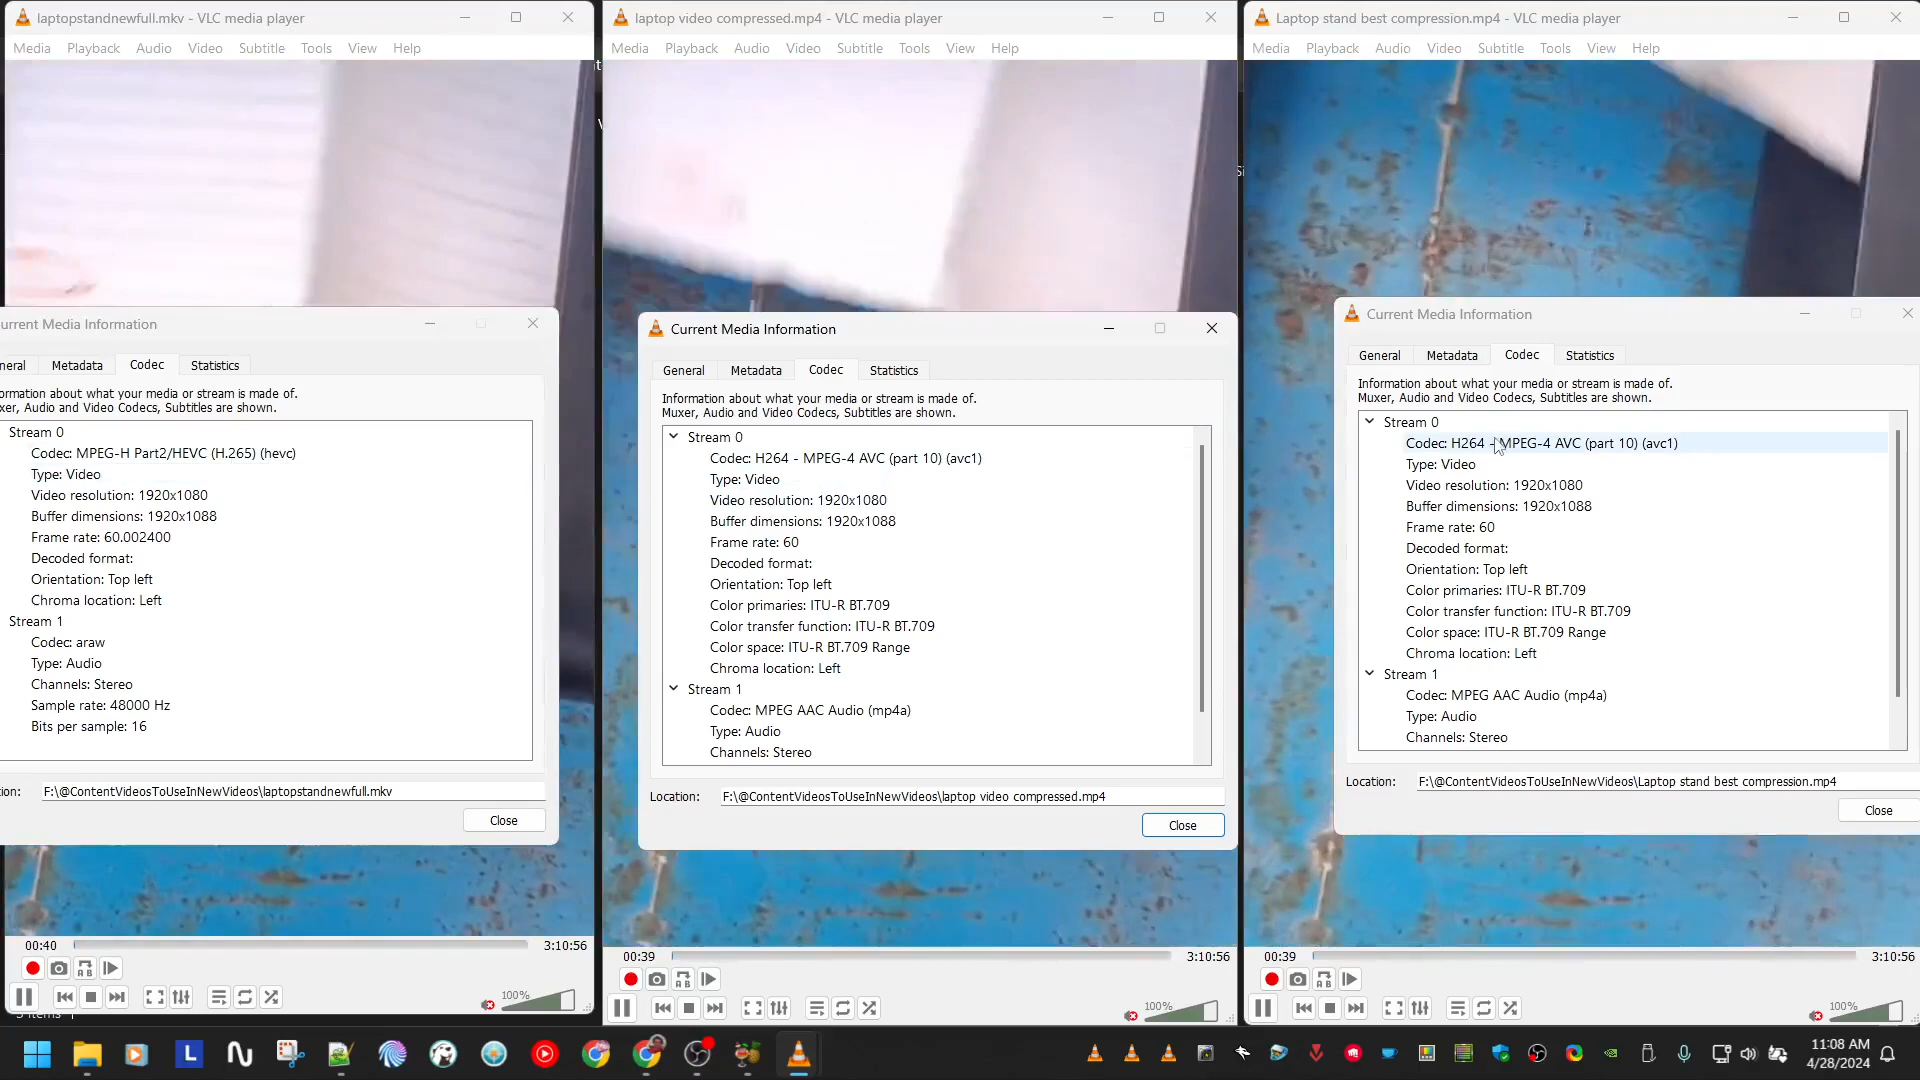 laptopstandnewfull.mkv - VLC media player
Media Playback Audio Video Subtitle Tools View Help
urrent Media Information
neral Metadata Codec Statistics
ormation about what your media or stream is made of.
xer, Audio and Video Codecs, Subtitles are shown.
Stream 0
Codec: MPEG-H Part2/HEVC (H.265) (hevc)
Type: Video
Video resolution: 1920x1080
Buffer dimensions: 1920x1088
Frame rate: 60.002400
Decoded format:
Orientation: Top left
Chroma location: Left
Stream 1
Codec: araw
Type: Audio
Channels: Stereo
Sample rate: 48000 Hz
Bits per sample: 16
ion: F:\@ContentVideosToUseInNewVideos\laptopstandnewfull.mkv
Close
00:40 3:10:56
100%
laptop video compressed.mp4 - VLC media player
Media Playback Audio Video Subtitle Tools View Help
Current Media Information
General Metadata Codec Statistics
Information about what your media or stream is made of.
Muxer, Audio and Video Codecs, Subtitles are shown.
Stream 0
Codec: H264 - MPEG-4 AVC (part 10) (avc1)
Type: Video
Video resolution: 1920x1080
Buffer dimensions: 1920x1088
Frame rate: 60
Decoded format:
Orientation: Top left
Color primaries: ITU-R BT.709
Color transfer function: ITU-R BT.709
Color space: ITU-R BT.709 Range
Chroma location: Left
Stream 1
Codec: MPEG AAC Audio (mp4a)
Type: Audio
Channels: Stereo
Location: F:\@ContentVideosToUseInNewVideos\laptop video compressed.mp4
Close
00:39 3:10:56
100%
Laptop stand best compression.mp4 - VLC media player
Media Playback Audio Video Subtitle Tools View Help
Current Media Information
General Metadata Codec Statistics
Information about what your media or stream is made of.
Muxer, Audio and Video Codecs, Subtitles are shown.
Stream 0
Codec: H264 - MPEG-4 AVC (part 10) (avc1)
Type: Video
Video resolution: 1920x1080
Buffer dimensions: 1920x1088
Frame rate: 60
Decoded format:
Orientation: Top left
Color primaries: ITU-R BT.709
Color transfer function: ITU-R BT.709
Color space: ITU-R BT.709 Range
Chroma location: Left
Stream 1
Codec: MPEG AAC Audio (mp4a)
Type: Audio
Channels: Stereo
Location: F:\@ContentVideosToUseInNewVideos\Laptop stand best compression.mp4
Close
00:39 3:10:56
100%
11:08 AM
4/28/2024